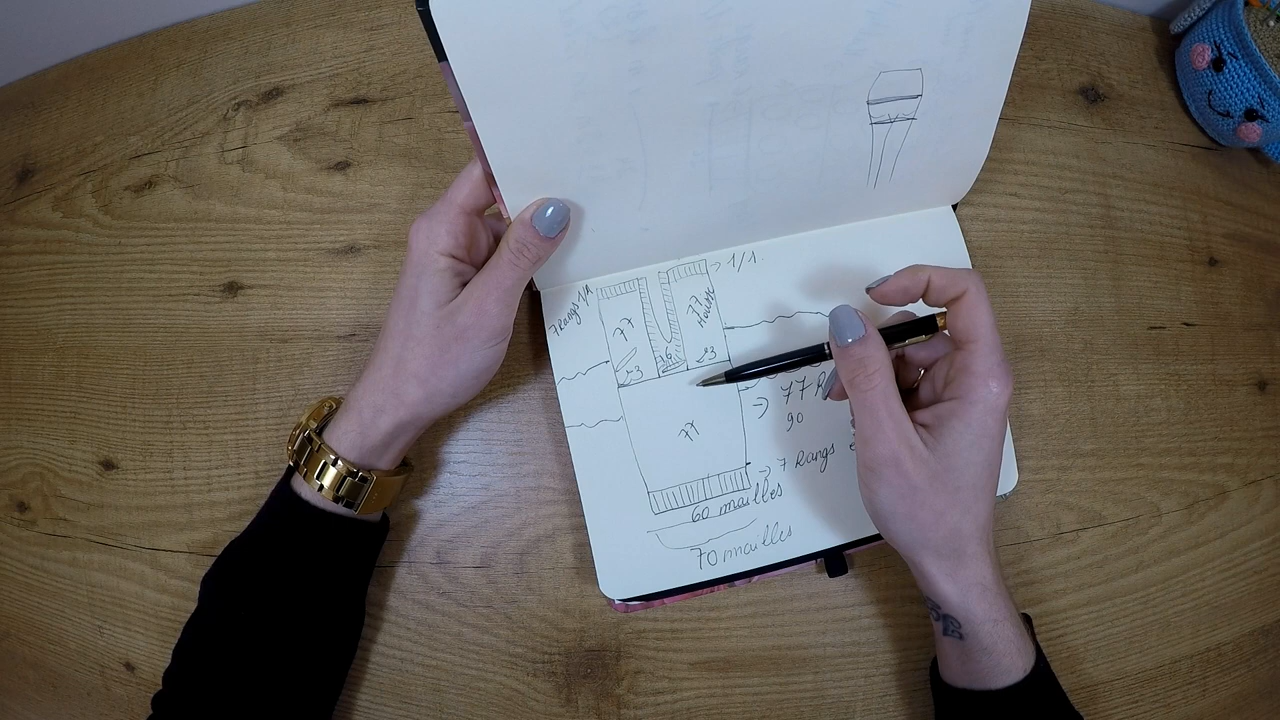 → 1/1.
7 Rangs 1/1
77
77
Mousse
23
16
23
77
→ 77 R
90
→ 7 Rangs
60 mailles
70 mailles